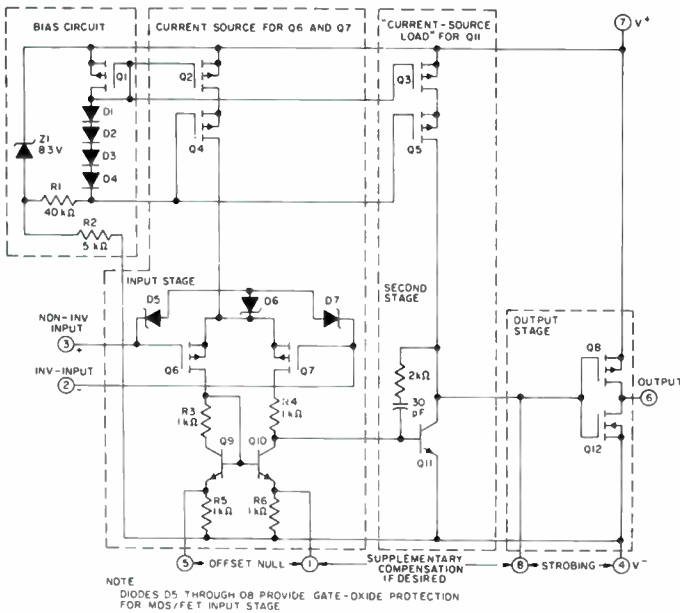 BIAS CIRCUIT
CURRENT SOURCE FOR Q6 AND Q7
"CURRENT-SOURCE
LOAD" FOR Q11
7 V+
Q1
Q2
Q3
D1
D2
D3
D4
Z1
8.3 V
Q4
Q5
R1
40 kΩ
R2
5 kΩ
INPUT STAGE
SECOND
STAGE
OUTPUT
STAGE
D5
D6
D7
NON-INV
INPUT
3 +
Q6
Q7
INV-INPUT
2 -
Q8
OUTPUT
6
2kΩ
30
pF
R3
1kΩ
R4
1kΩ
Q9
Q10
Q11
Q12
R5
1kΩ
R6
1kΩ
5 OFFSET NULL 1
SUPPLEMENTARY
COMPENSATION
IF DESIRED
8 STROBING 4 V-
NOTE
DIODES D5 THROUGH D8 PROVIDE GATE-OXIDE PROTECTION
FOR MOS/FET INPUT STAGE